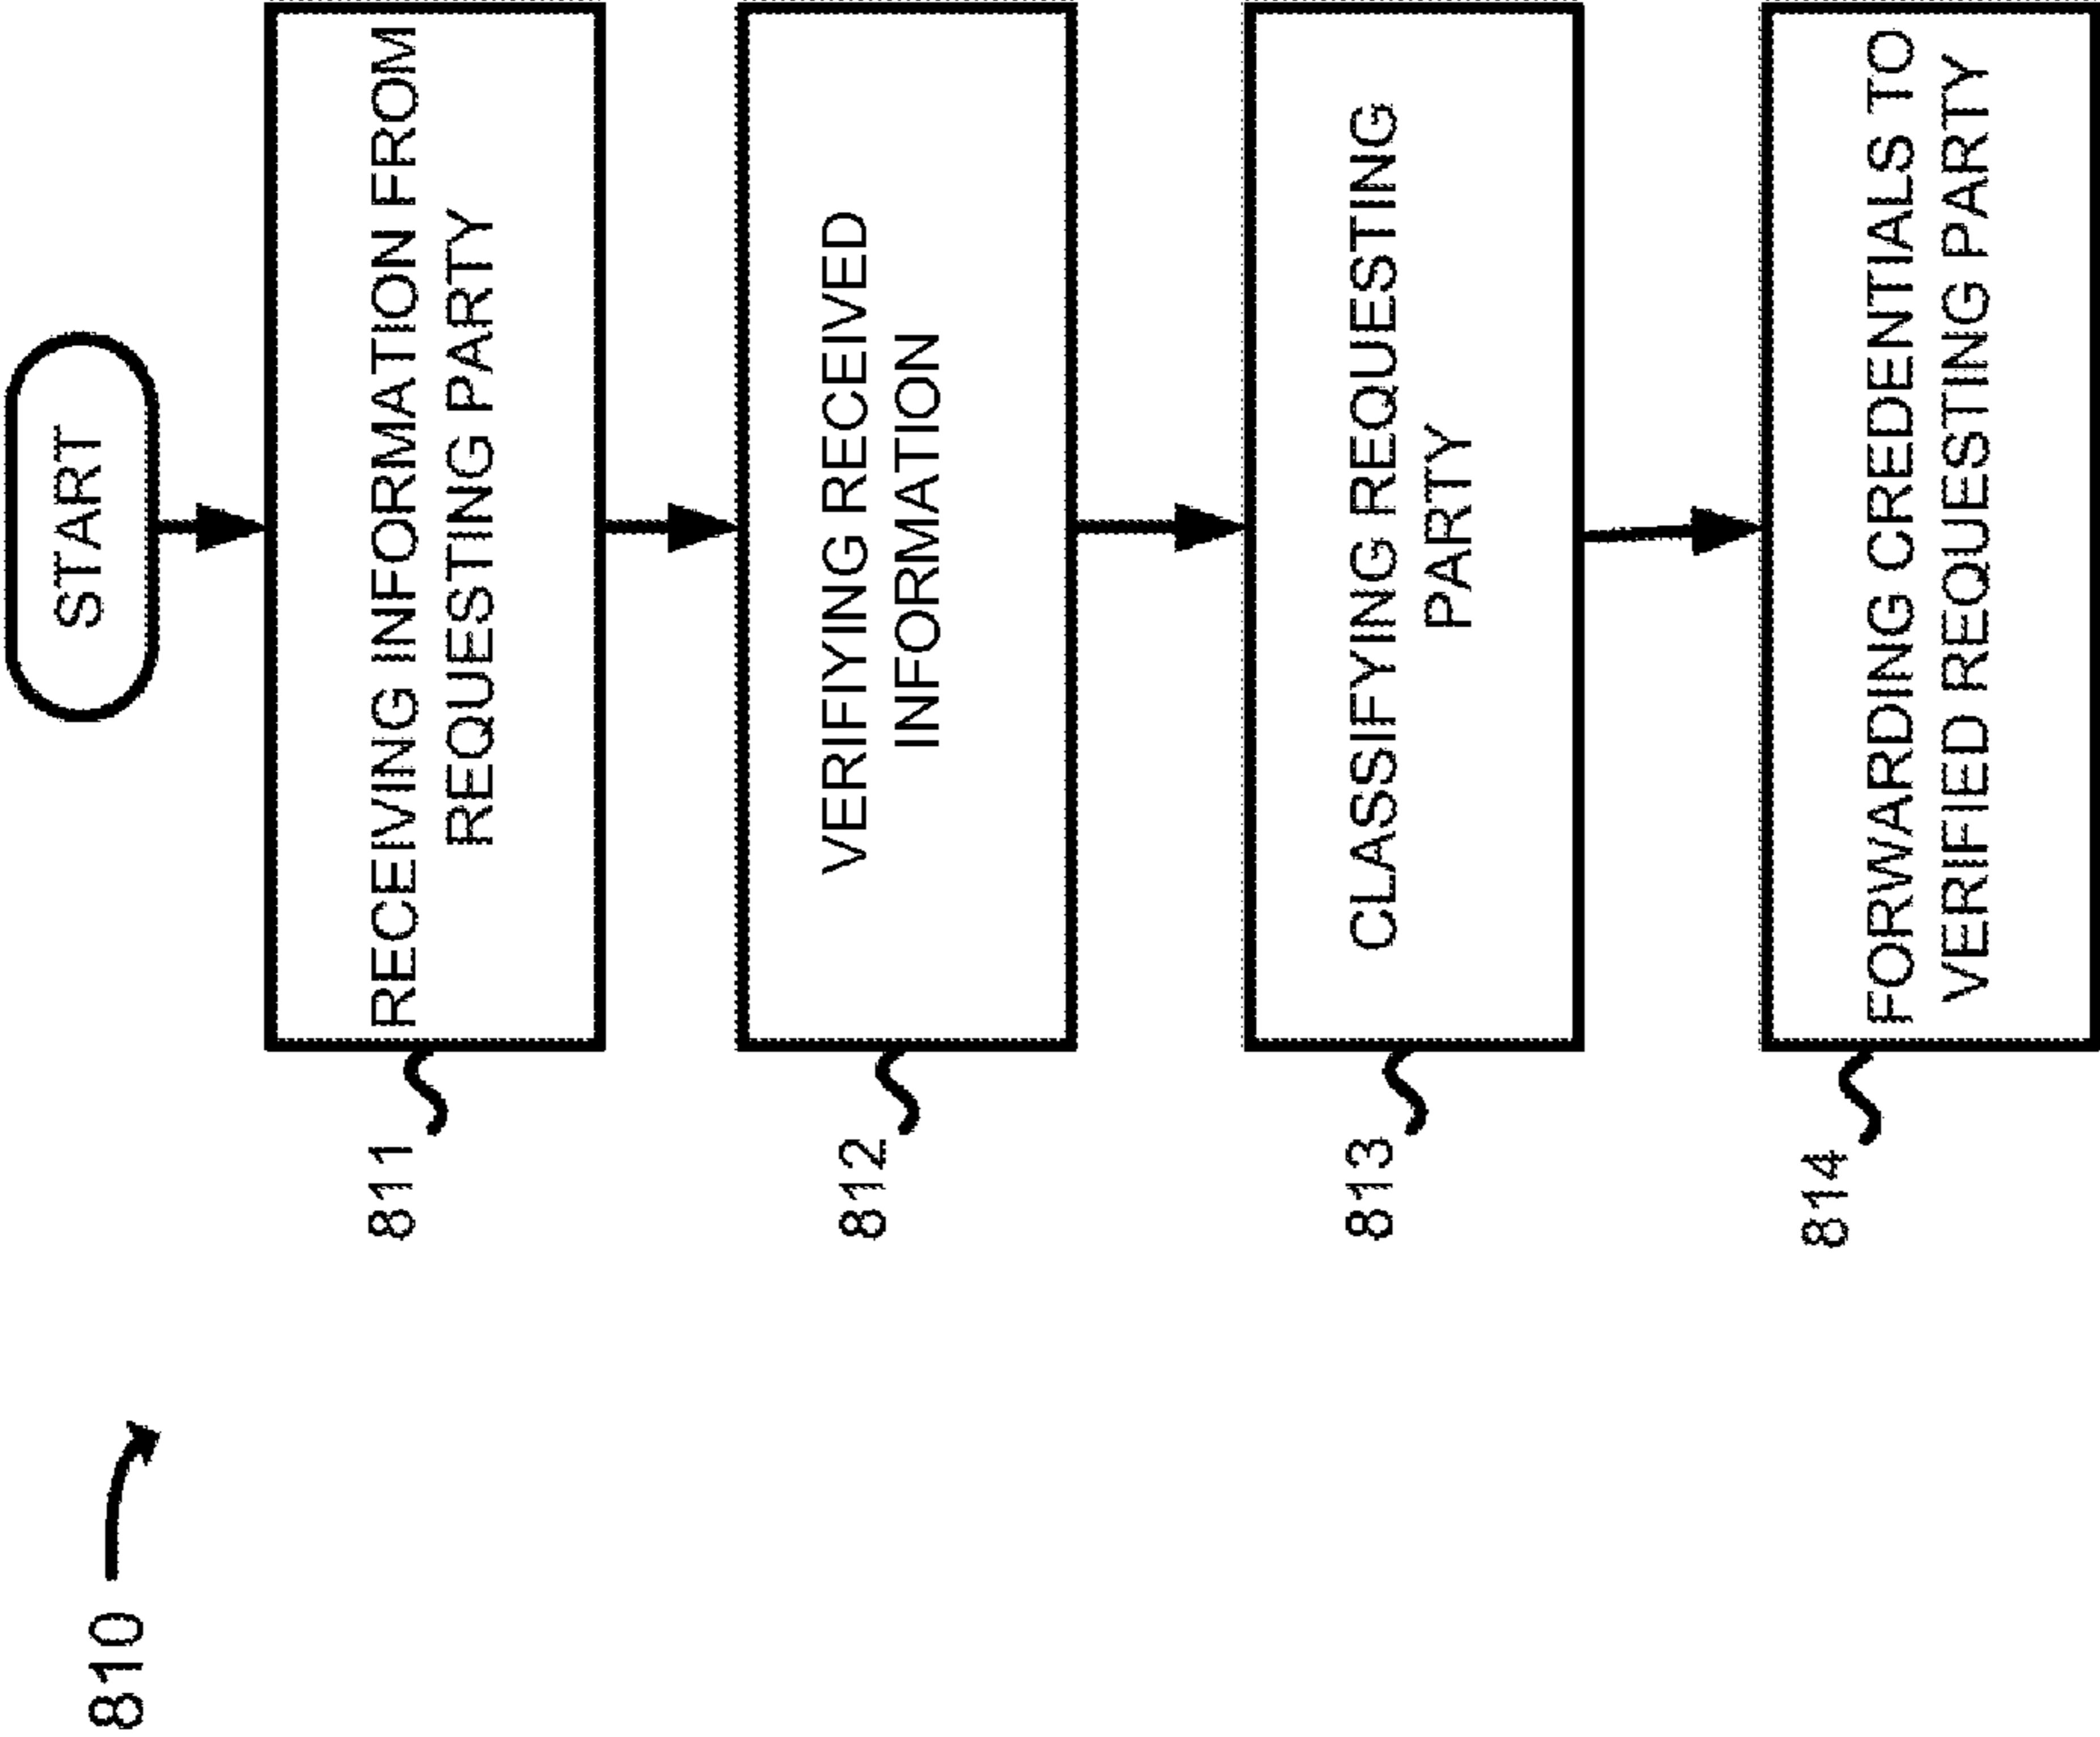 810
START
811
RECEIVING INFORMATION FROM
REQUESTING PARTY
812
VERIFIYING RECEIVED
INFORMATION
813
CLASSIFYING REQUESTING
PARTY
814
FORWARDING CREDENTIALS TO
VERIFIED REQUESTING PARTY